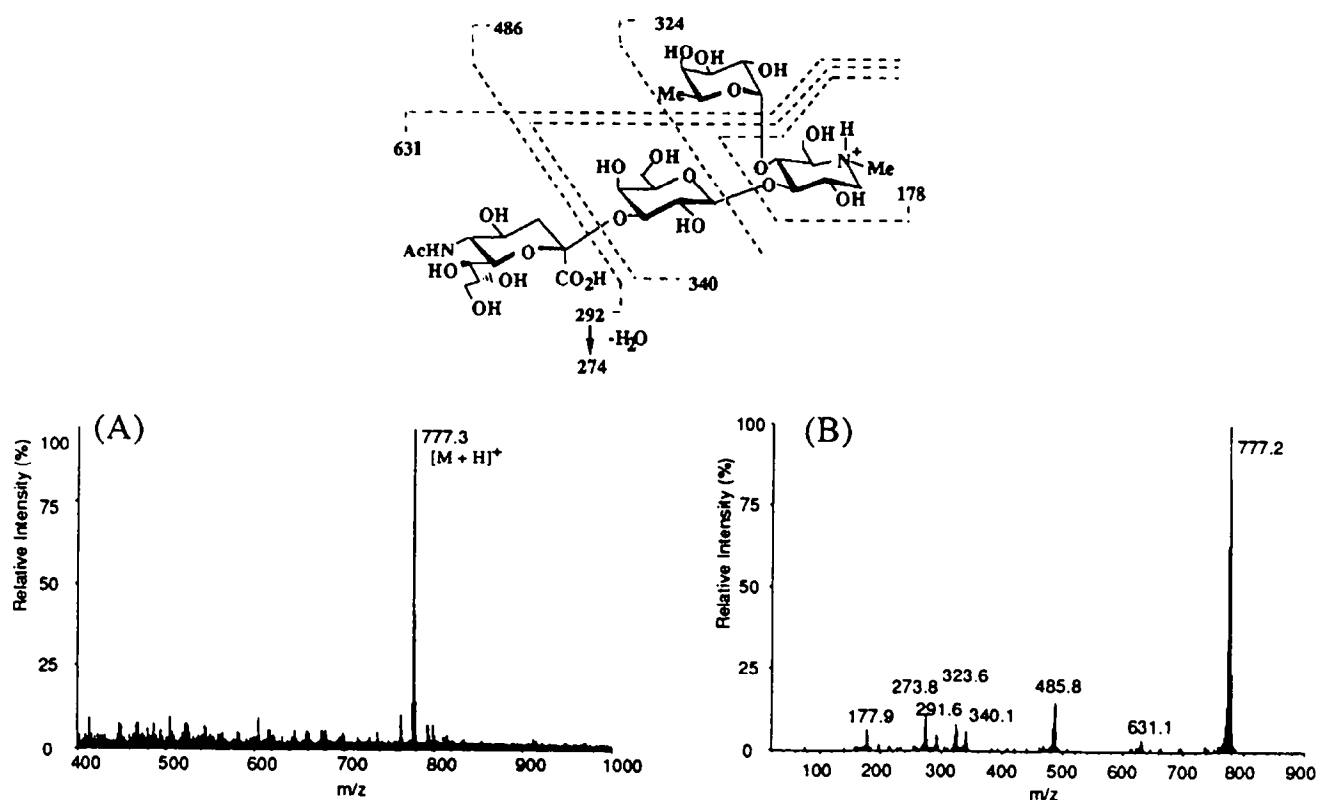 486
324
HO OH
OH
O
Me
631
OH H
N+
Me
O
OH
HO
OH
O
O
OH
178
O
HO
OH
AcHN
O
HO
OH
CO2H
OH
340
292
-H2O
274
(A)
777.3
[M + H]+
Relative Intensity (%)
100
75
50
25
0
400 500 600 700 800 900 1000
m/z
(B)
777.2
Relative Intensity (%)
100
75
50
25
0
177.9
273.8
291.6
323.6
340.1
485.8
631.1
100 200 300 400 500 600 700 800 900
m/z